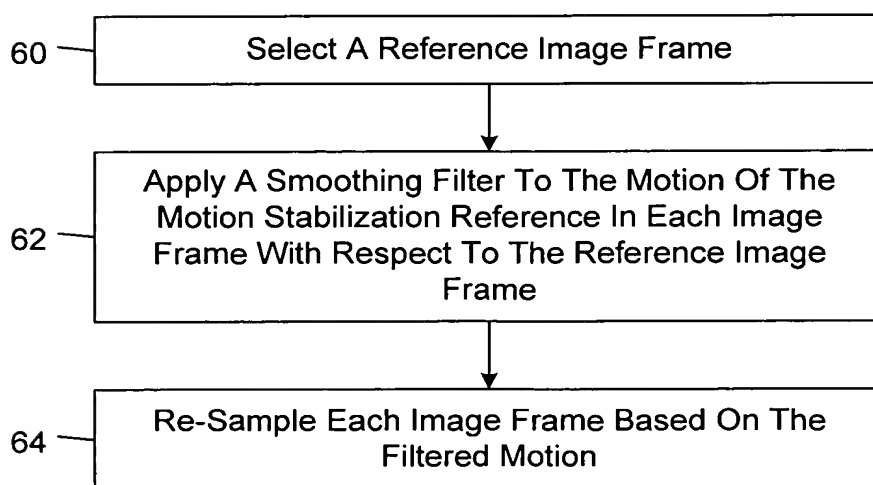 60
Select A Reference Image Frame
62
Apply A Smoothing Filter To The Motion Of The
Motion Stabilization Reference In Each Image
Frame With Respect To The Reference Image
Frame
64
Re-Sample Each Image Frame Based On The
Filtered Motion